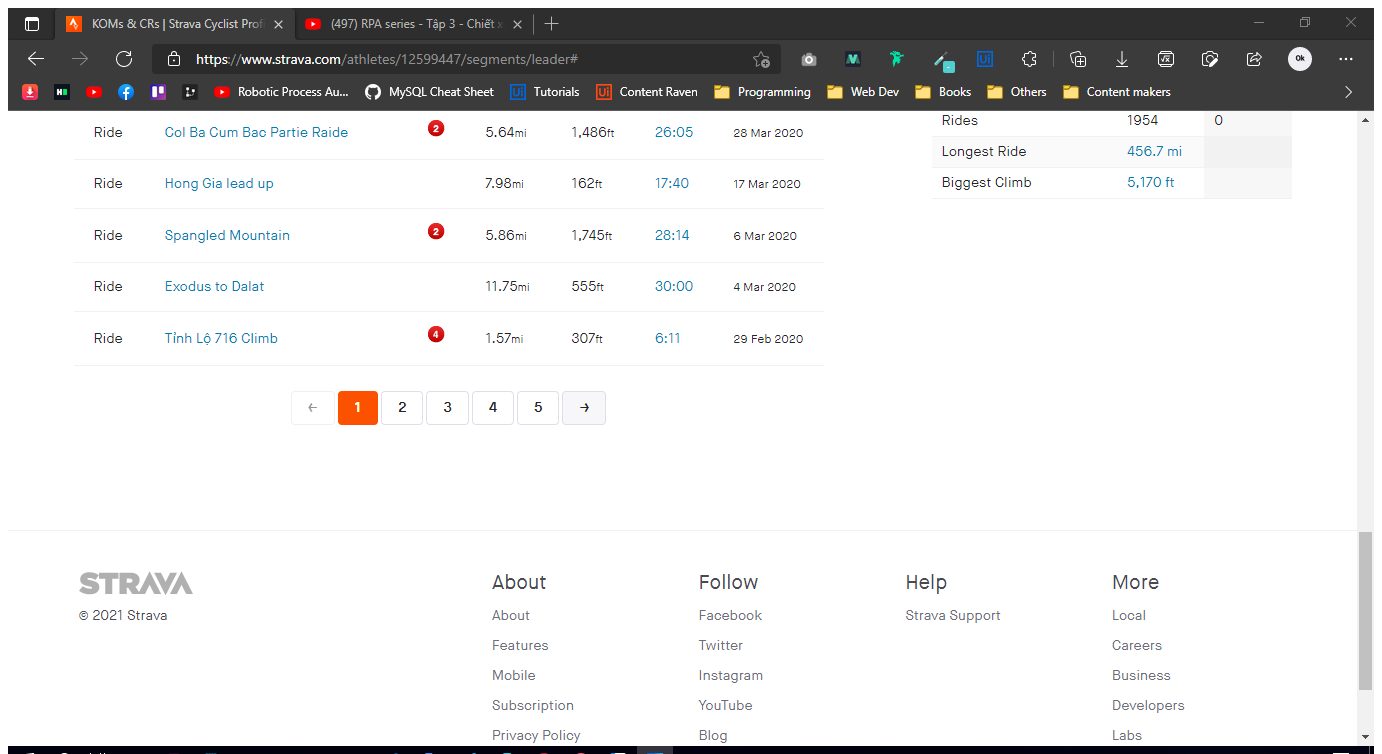 KOMs & CRs | Strava Cyclist Prof
(497) RPA series - Tập 3 - Chiết x
https://www.strava.com/athletes/12599447/segments/leader#
Ok
Robotic Process Au... MySQL Cheat Sheet Tutorials Content Raven Programming Web Dev Books Others Content makers
Ride Col Ba Cum Bac Partie Raide 2 5.64mi 1,486ft 26:05 28 Mar 2020
Ride Hong Gia lead up 7.98mi 162ft 17:40 17 Mar 2020
Ride Spangled Mountain 2 5.86mi 1,745ft 28:14 6 Mar 2020
Ride Exodus to Dalat 11.75mi 555ft 30:00 4 Mar 2020
Ride Tỉnh Lộ 716 Climb 4 1.57mi 307ft 6:11 29 Feb 2020
← 1 2 3 4 5 →
Rides 1954 0
Longest Ride 456.7 mi
Biggest Climb 5,170 ft
STRAVA
© 2021 Strava
About
About
Features
Mobile
Subscription
Privacy Policy
Follow
Facebook
Twitter
Instagram
YouTube
Blog
Help
Strava Support
More
Local
Careers
Business
Developers
Labs